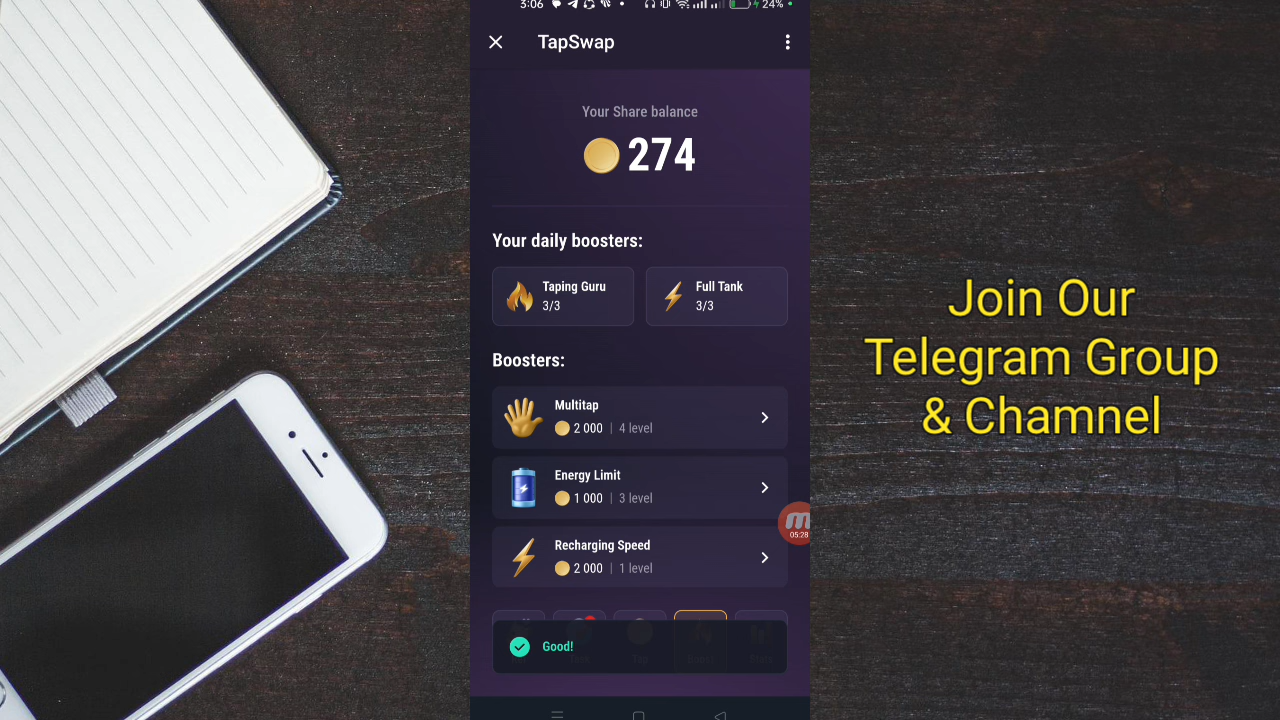 3:06
24%
TapSwap
Your Share balance
274
Your daily boosters:
Taping Guru
3/3
Full Tank
3/3
Boosters:
Multitap
2 000 | 4 level
Energy Limit
1 000 | 3 level
05:28
Recharging Speed
2 000 | 1 level
Good!
Tap
Join Our
Telegram Group
& Chamnel